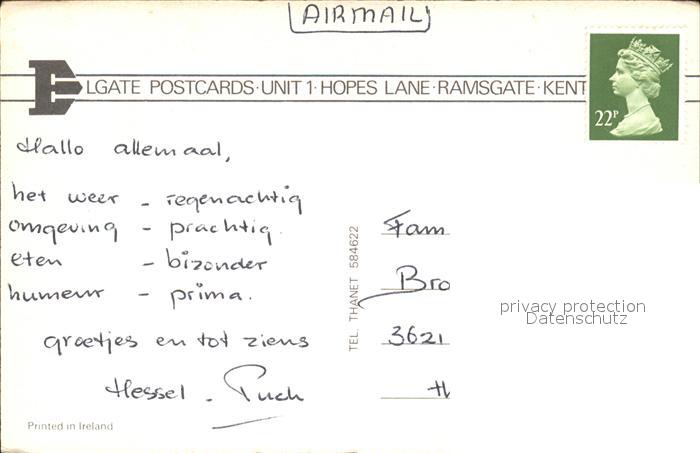 AIRMAIL
ELGATE POSTCARDS·UNIT 1·HOPES LANE·RAMSGATE·KENT
22P
Hallo allemaal,
het weer - regenachtig
omgeving - prachtig.
eten - bizonder
humeur - prima.
groetjes en tot ziens
Hessel - Puck
Printed in Ireland
TEL. THANET 584622
Fam
Bro
3621
H
privacy protection
Datenschutz